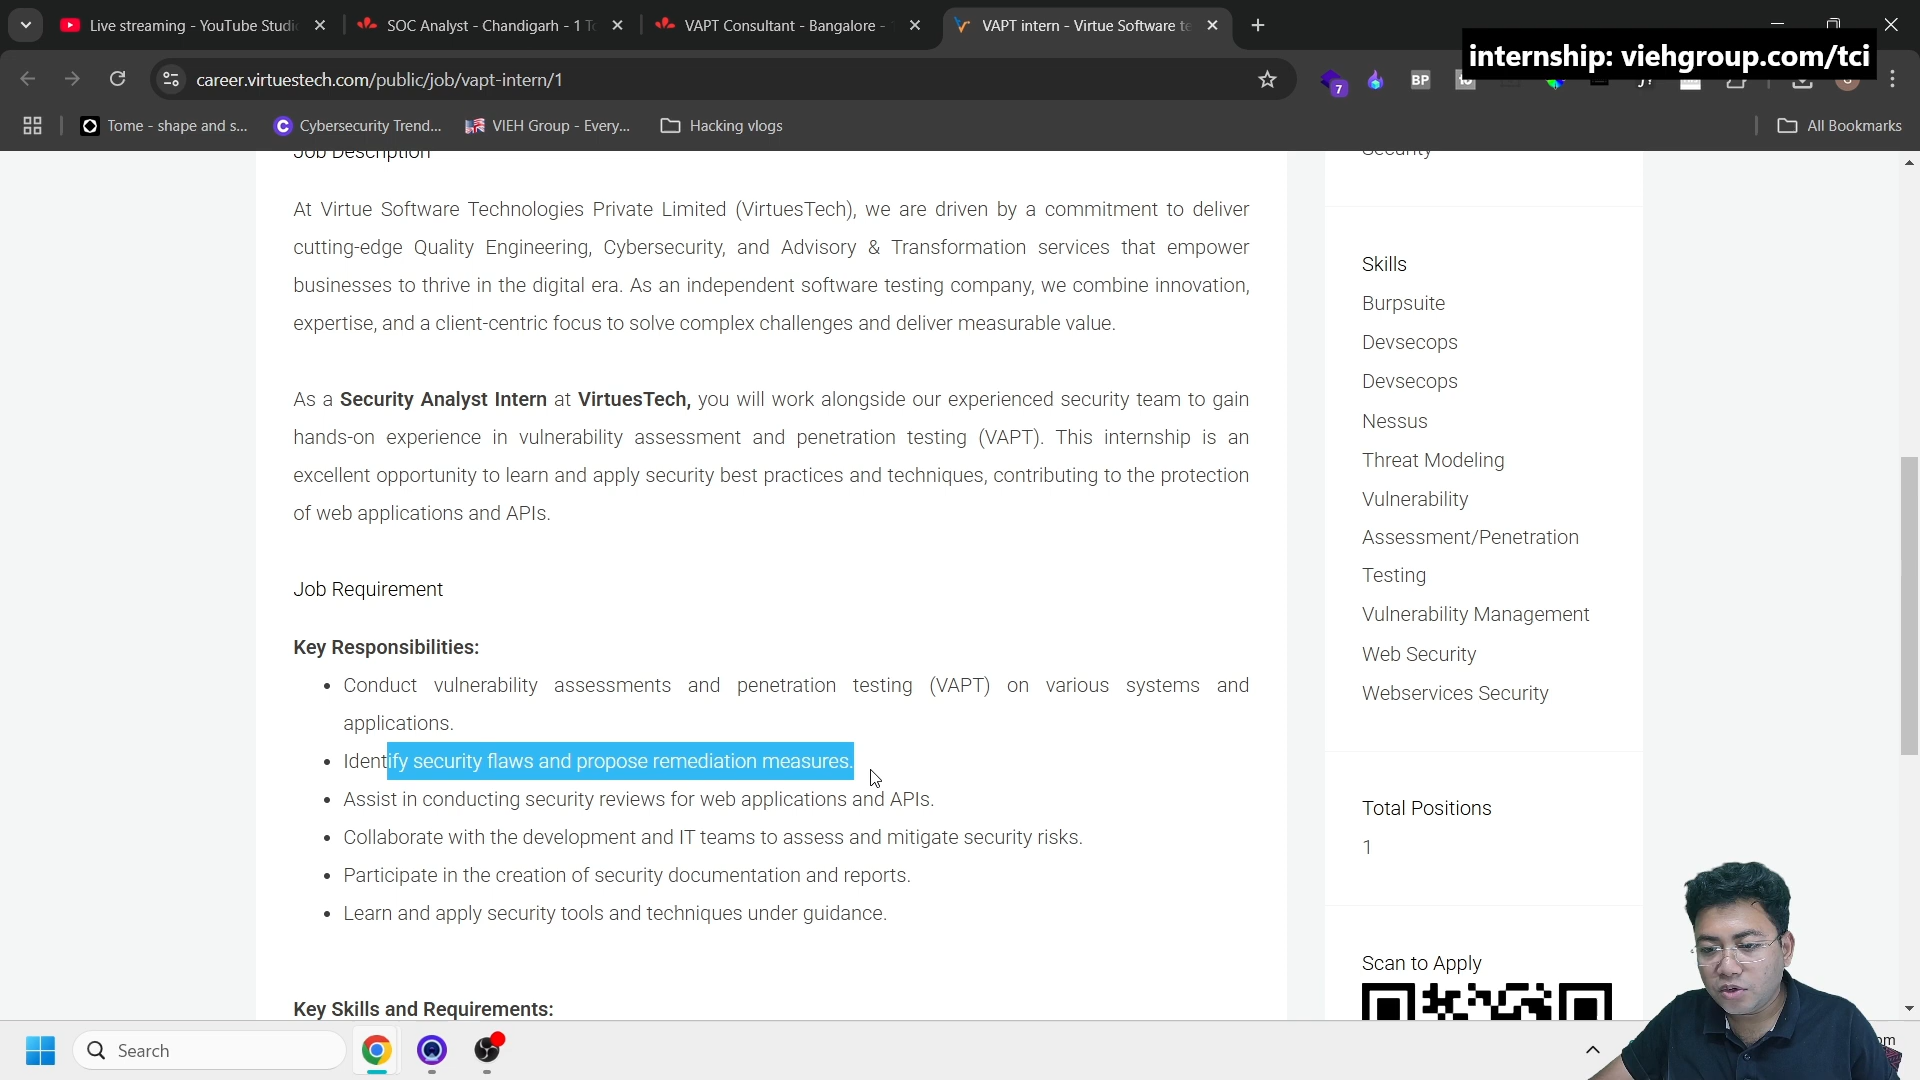 Live streaming - YouTube Studi
SOC Analyst - Chandigarh - 1 To
VAPT Consultant - Bangalore -
VAPT intern - Virtue Software te
internship: viehgroup.com/tci
career.virtuestech.com/public/job/vapt-intern/1
BP
7
Tome - shape and s...
Cybersecurity Trend...
VIEH Group - Every...
Hacking vlogs
All Bookmarks
Job Description
Security
At Virtue Software Technologies Private Limited (VirtuesTech), we are driven by a commitment to deliver
cutting-edge Quality Engineering, Cybersecurity, and Advisory & Transformation services that empower
businesses to thrive in the digital era. As an independent software testing company, we combine innovation,
expertise, and a client-centric focus to solve complex challenges and deliver measurable value.
As a Security Analyst Intern at VirtuesTech, you will work alongside our experienced security team to gain
hands-on experience in vulnerability assessment and penetration testing (VAPT). This internship is an
excellent opportunity to learn and apply security best practices and techniques, contributing to the protection
of web applications and APIs.
Job Requirement
Key Responsibilities:
• Conduct vulnerability assessments and penetration testing (VAPT) on various systems and
applications.
• Identify security flaws and propose remediation measures.
• Assist in conducting security reviews for web applications and APIs.
• Collaborate with the development and IT teams to assess and mitigate security risks.
• Participate in the creation of security documentation and reports.
• Learn and apply security tools and techniques under guidance.
Key Skills and Requirements:
Skills
Burpsuite
Devsecops
Devsecops
Nessus
Threat Modeling
Vulnerability
Assessment/Penetration
Testing
Vulnerability Management
Web Security
Webservices Security
Total Positions
1
Scan to Apply
Search